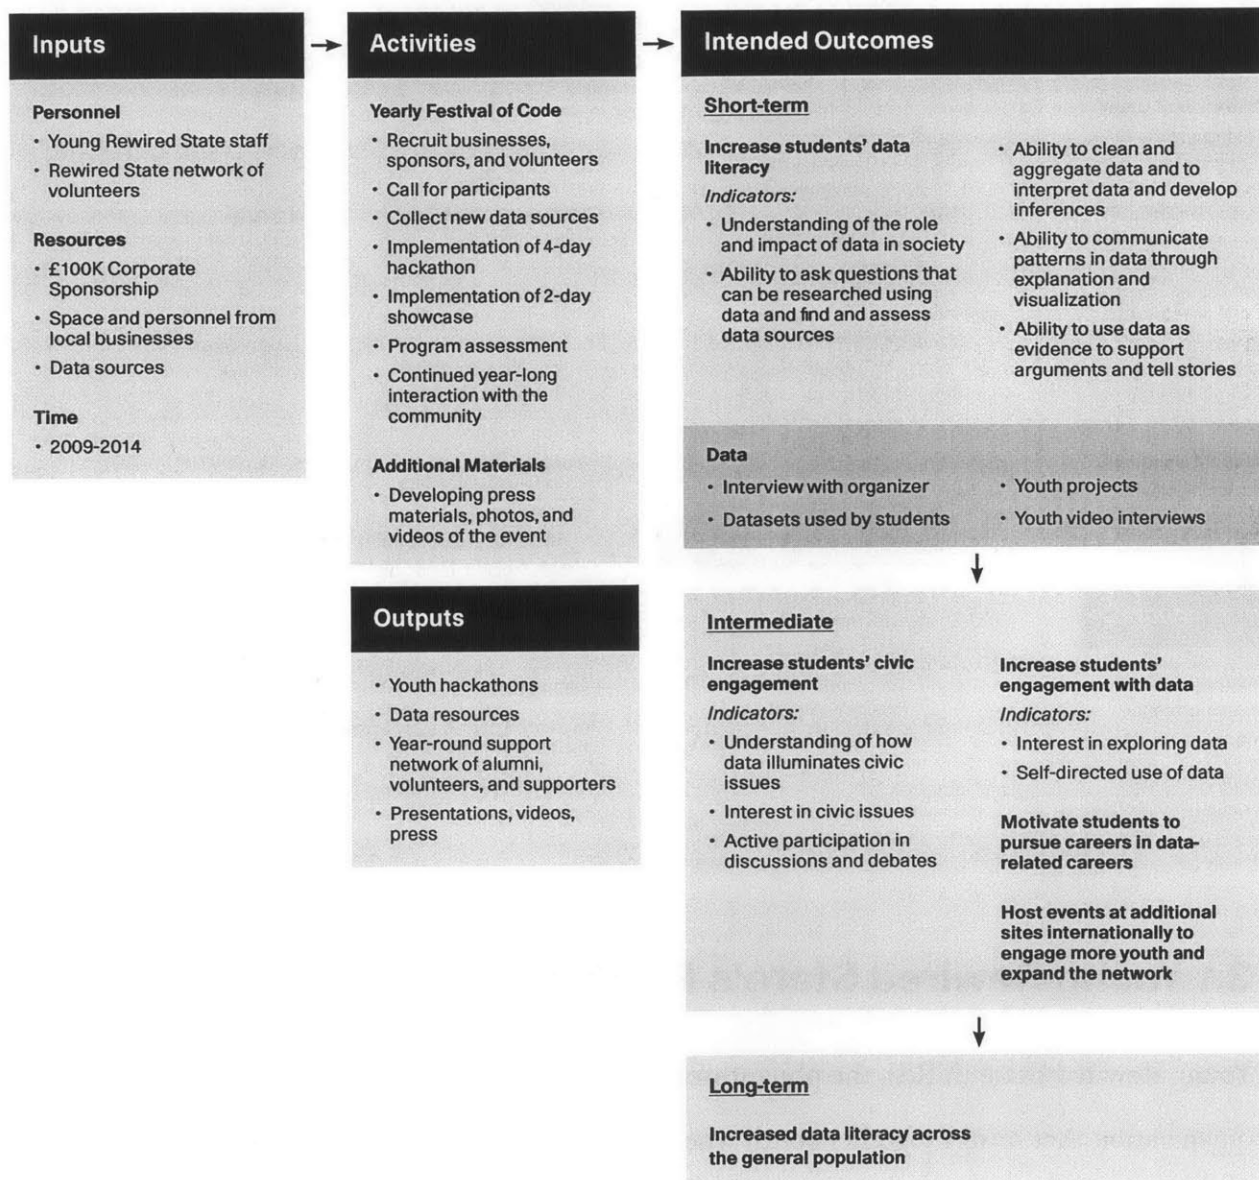 Inputs
Personnel
• Young Rewired State staff
• Rewired State network of
volunteers
Resources
• £100K Corporate
Sponsorship
• Space and personnel from
local businesses
• Data sources
Time
• 2009-2014
Activities
Yearly Festival of Code
• Recruit businesses,
sponsors, and volunteers
• Call for participants
• Collect new data sources
• Implementation of 4-day
hackathon
• Implementation of 2-day
showcase
• Program assessment
• Continued year-long
interaction with the
community
Additional Materials
• Developing press
materials, photos, and
videos of the event
Outputs
• Youth hackathons
• Data resources
• Year-round support
network of alumni,
volunteers, and supporters
• Presentations, videos,
press
Intended Outcomes
Short-term
Increase students' data
literacy
Indicators:
• Understanding of the role
and impact of data in society
• Ability to ask questions that
can be researched using
data and find and assess
data sources
• Ability to clean and
aggregate data and to
interpret data and develop
inferences
• Ability to communicate
patterns in data through
explanation and
visualization
• Ability to use data as
evidence to support
arguments and tell stories
Data
• Interview with organizer
• Datasets used by students
• Youth projects
• Youth video interviews
Intermediate
Increase students' civic
engagement
Indicators:
• Understanding of how
data illuminates civic
issues
• Interest in civic issues
• Active participation in
discussions and debates
Increase students'
engagement with data
Indicators:
• Interest in exploring data
• Self-directed use of data
Motivate students to
pursue careers in data-
related careers
Host events at additional
sites internationally to
engage more youth and
expand the network
Long-term
Increased data literacy across
the general population